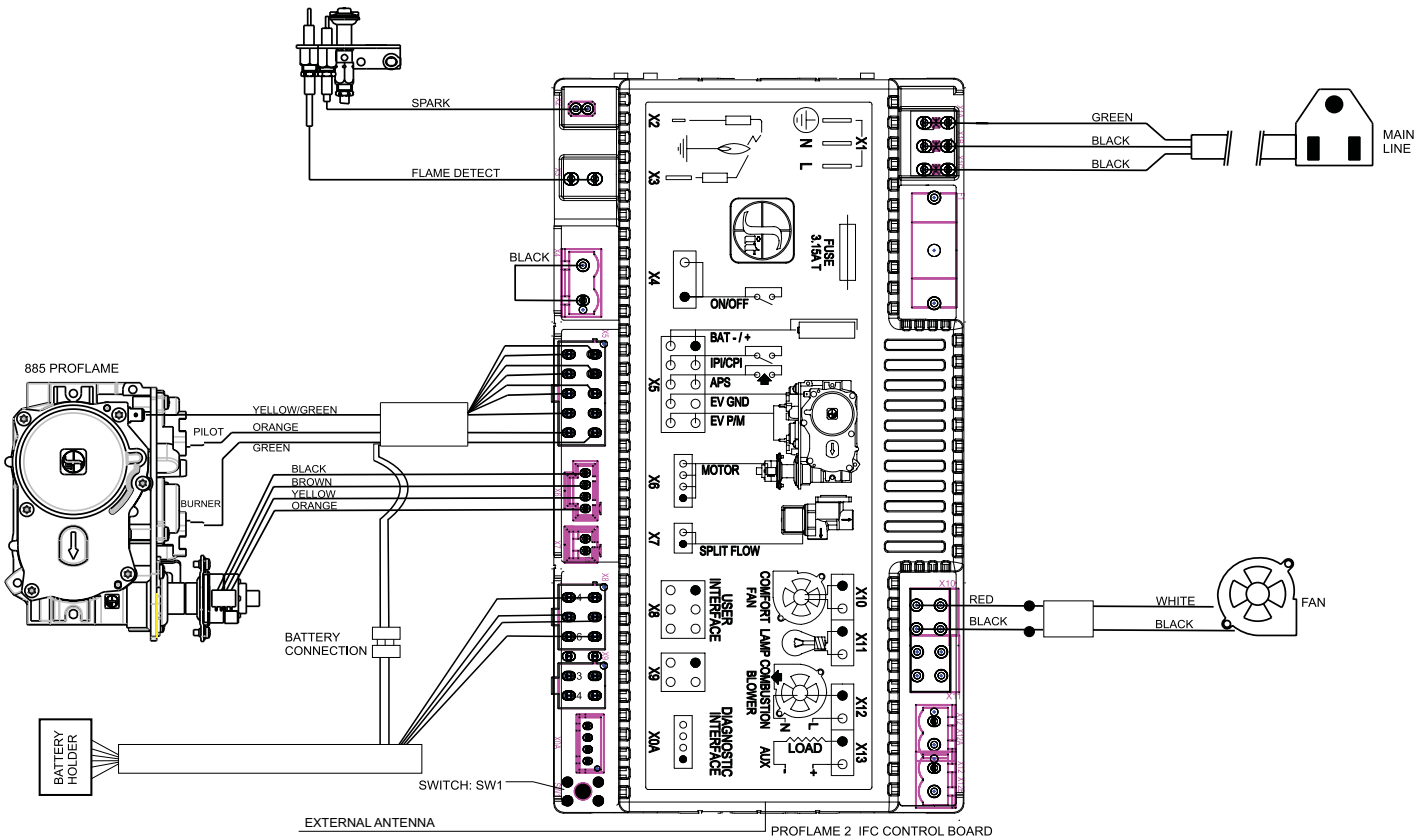 SPARK
FLAME DETECT
BLACK
885 PROFLAME
YELLOW/GREEN
PILOT
ORANGE
GREEN
BLACK
BROWN
YELLOW
ORANGE
BURNER
BATTERY
CONNECTION
BATTERY
HOLDER
SWITCH: SW1
EXTERNAL ANTENNA
PROFLAME 2 IFC CONTROL BOARD
X2
X3
X1
N
L
FUSE
3.15A T
X4
ON/OFF
X5
BAT - / +
IPI/CPI
APS
EV GND
EV P/M
X6
MOTOR
X7
SPLIT FLOW
X8
USER
INTERFACE
X9
X0A
DIAGNOSTIC
INTERFACE
COMFORT
FAN
X10
LAMP
X11
COMBUSTION
BLOWER
X12
N
L
AUX
LOAD
- +
X13
GREEN
BLACK
BLACK
MAIN
LINE
X10
RED
BLACK
WHITE
BLACK
FAN
X5
X8